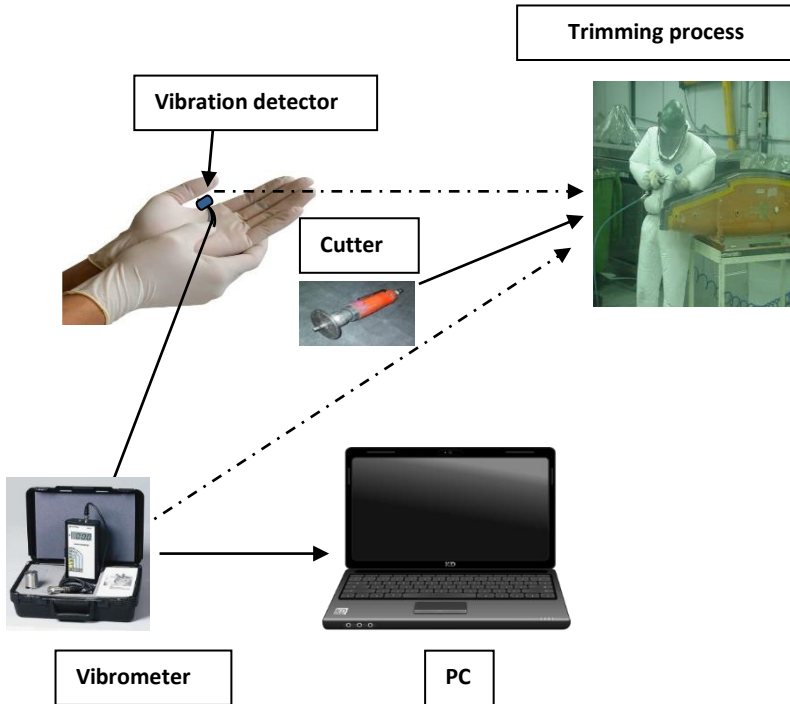 Trimming process
Vibration detector
Cutter
Vibrometer
PC